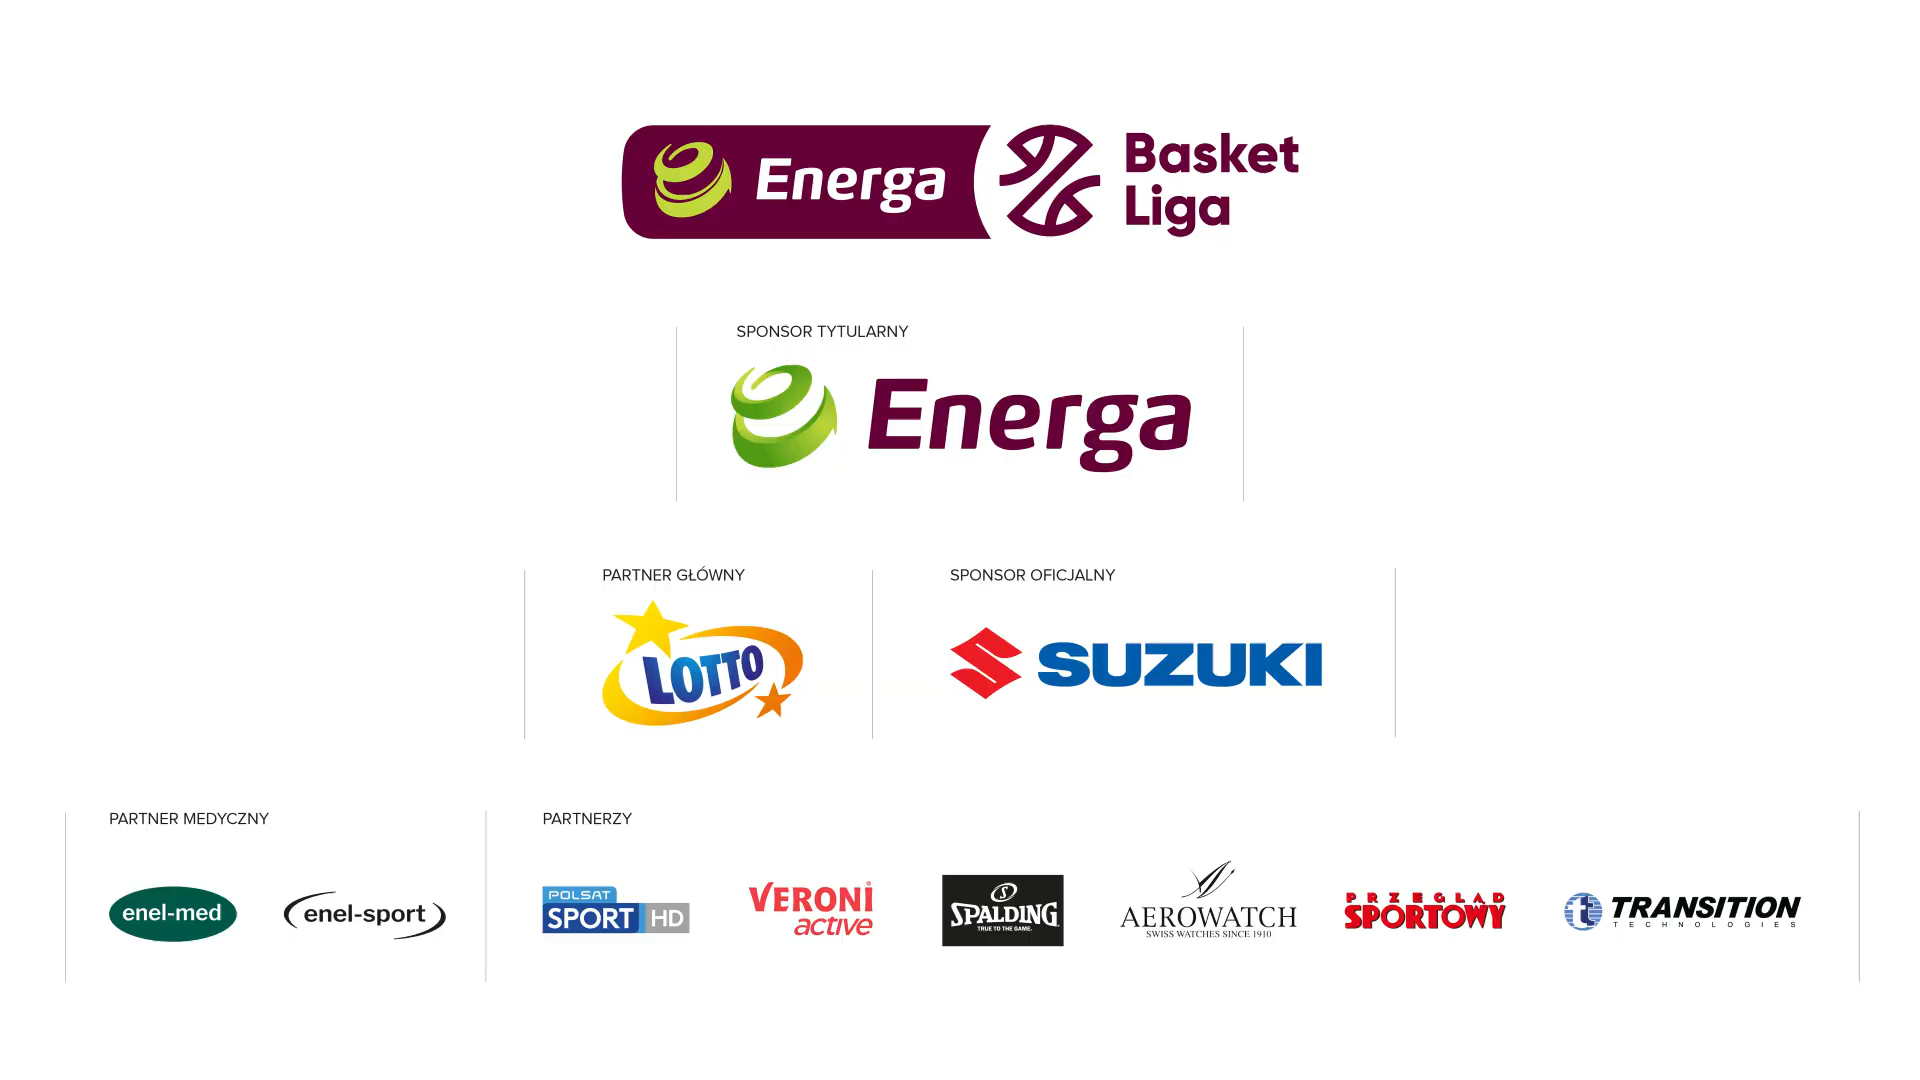 Energa
Basket
Liga
SPONSOR TYTULARNY
Energa
PARTNER GŁÓWNY
LOTTO
SPONSOR OFICJALNY
SUZUKI
PARTNER MEDYCZNY
enel-med
enel-sport
PARTNERZY
POLSAT
SPORT HD
VERONI®
active
SPALDING
TRUE TO THE GAME.
AEROWATCH
SWISS WATCHES SINCE 1910
PRZEGLĄD
SPORTOWY
t TRANSITION
TECHNOLOGIES